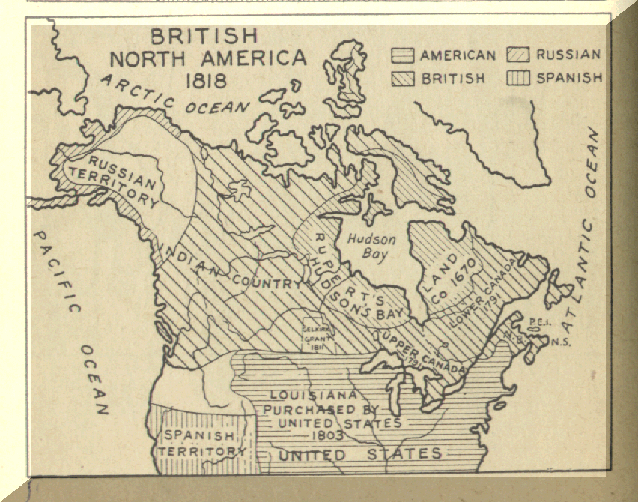 BRITISH
NORTH AMERICA
1818
AMERICAN
RUSSIAN
BRITISH
SPANISH
ARCTIC OCEAN
RUSSIAN
TERRITORY
PACIFIC OCEAN
ATLANTIC OCEAN
Hudson
Bay
INDIAN COUNTRY
RUPERT'S LAND
HUDSON'S BAY Co 1670
LOWER CANADA
1791
UPPER CANADA
1791
SELKIRK
GRANT
1811
P.E.I.
N.B.
N.S.
LOUISIANA
PURCHASED BY
UNITED STATES
1803
SPANISH
TERRITORY
UNITED STATES